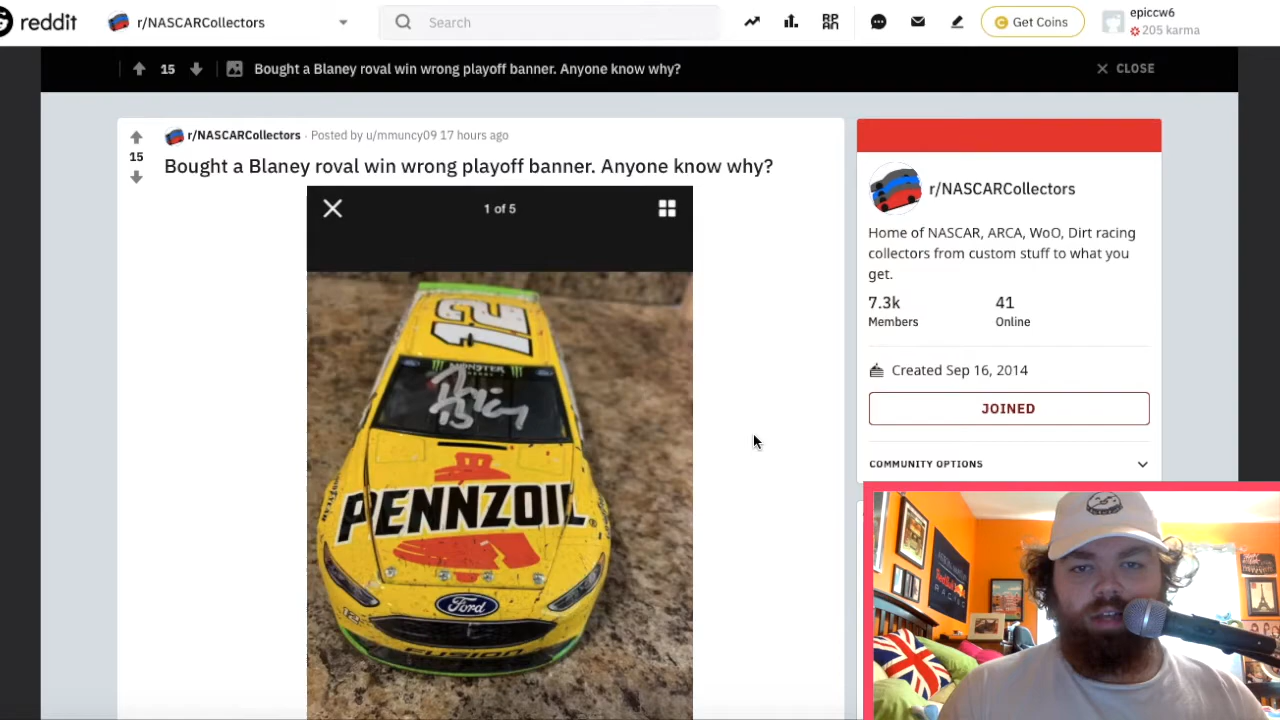 reddit
r/NASCARCollectors
Search
Get Coins
epiccw6
205 karma
15
Bought a Blaney roval win wrong playoff banner. Anyone know why?
CLOSE
r/NASCARCollectors · Posted by u/mmuncy09 17 hours ago
15
Bought a Blaney roval win wrong playoff banner. Anyone know why?
1 of 5
12
MONSTER
PENNZOIL
Ford
FUSION
r/NASCARCollectors
Home of NASCAR, ARCA, WoO, Dirt racing
collectors from custom stuff to what you
get.
7.3k
Members
41
Online
Created Sep 16, 2014
JOINED
COMMUNITY OPTIONS